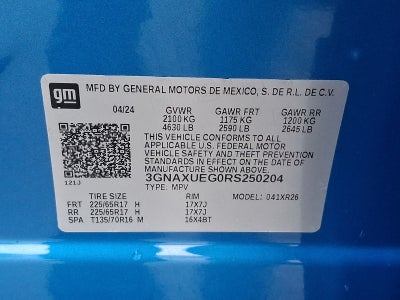 gm
MFD BY GENERAL MOTORS DE MEXICO, S. DE R.L. DE C.V.
04/24 GVWR GAWR FRT GAWR RR
2100 KG 1175 KG 1200 KG
4630 LB 2590 LB 2645 LB
THIS VEHICLE CONFORMS TO ALL
APPLICABLE U.S. FEDERAL MOTOR
VEHICLE SAFETY AND THEFT
PREVENTION STANDARDS IN EFFECT ON
THE DATE OF MANUFACTURE SHOWN ABOVE.
3GNAXUEG0RS250204
121J TYPE: MPV MODEL: 041XR26
TIRE SIZE RIM
FRT 225/65R17 H 17X7J
RR 225/65R17 H 17X7J
SPA T135/70R16 M 16X4BT